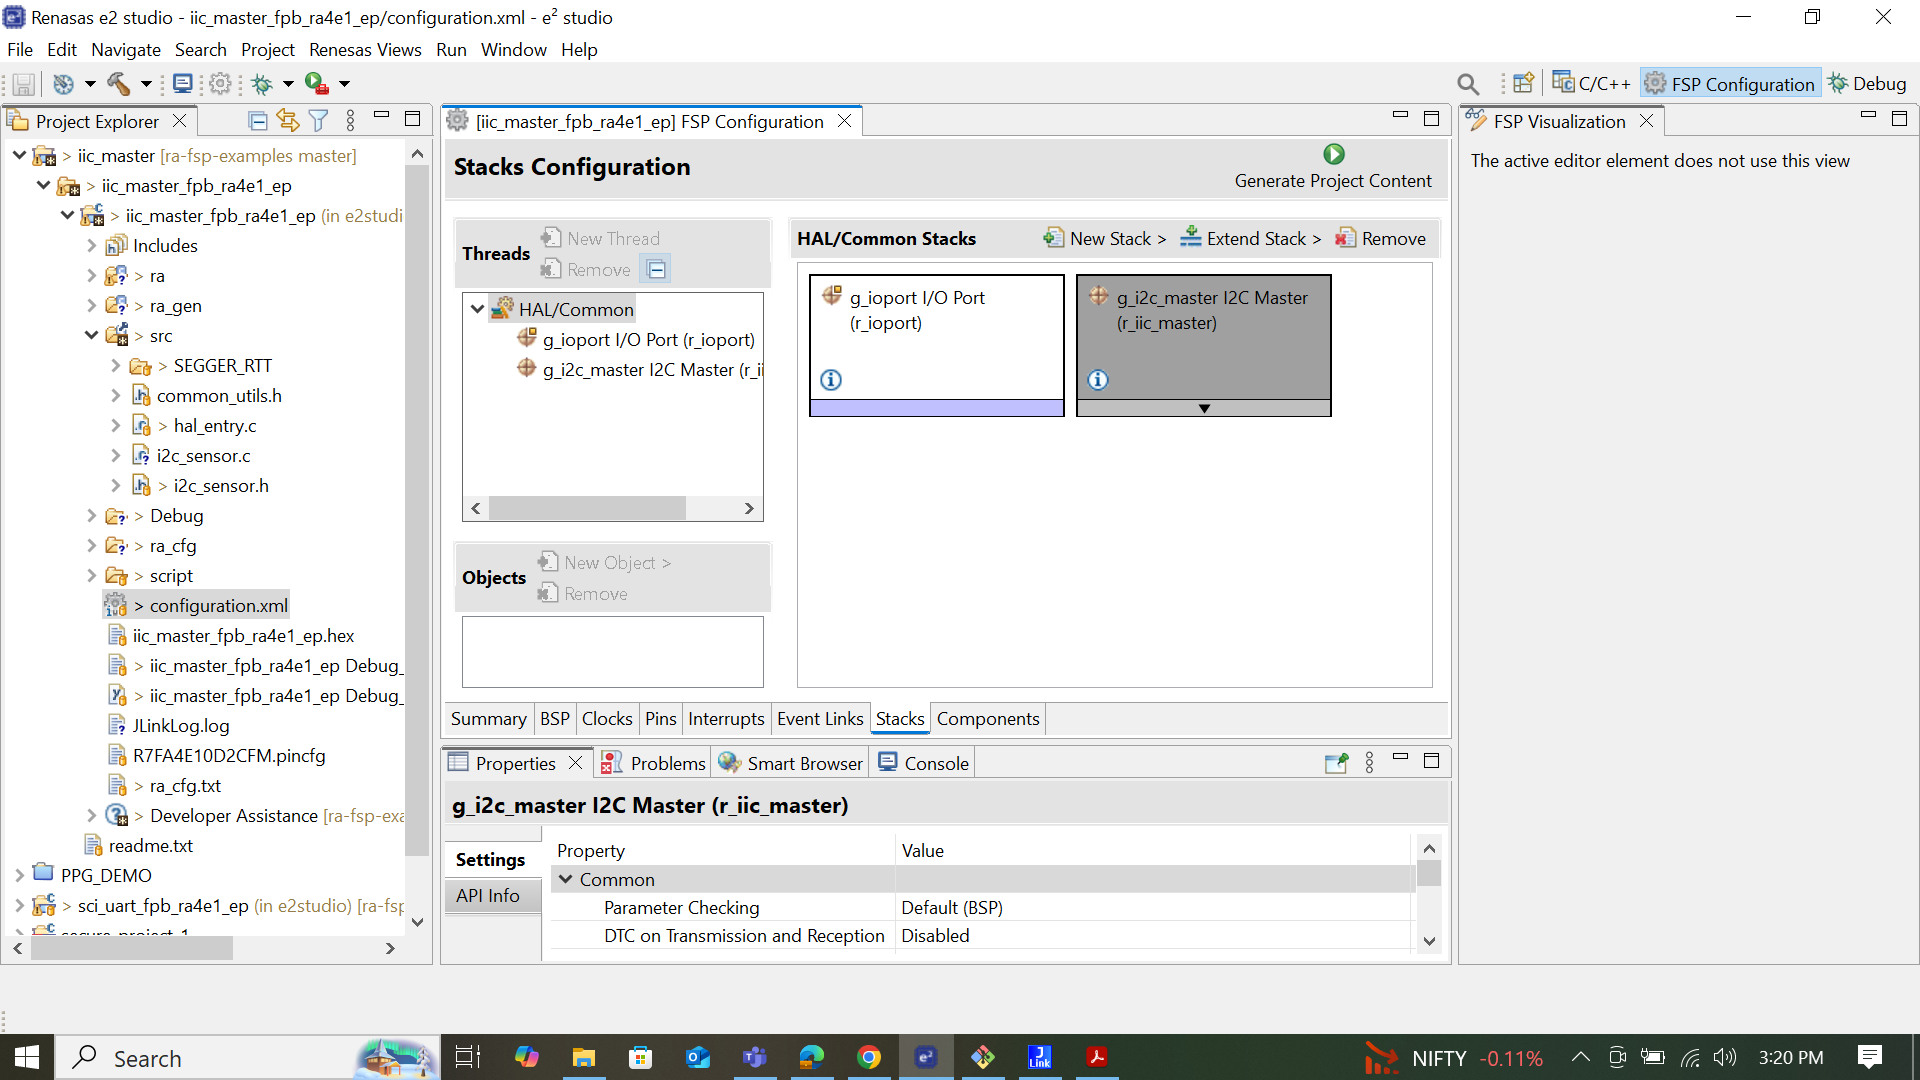 Renasas e2 studio - iic_master_fpb_ra4e1_ep/configuration.xml - e² studio
File Edit Navigate Search Project Renesas Views Run Window Help
C/C++ FSP Configuration Debug
Project Explorer
> iic_master [ra-fsp-examples master]
> iic_master_fpb_ra4e1_ep
> iic_master_fpb_ra4e1_ep (in e2studi
Includes
> ra
> ra_gen
> src
> SEGGER_RTT
common_utils.h
> hal_entry.c
i2c_sensor.c
> i2c_sensor.h
> Debug
> ra_cfg
> script
> configuration.xml
iic_master_fpb_ra4e1_ep.hex
> iic_master_fpb_ra4e1_ep Debug_
> iic_master_fpb_ra4e1_ep Debug_
JLinkLog.log
R7FA4E10D2CFM.pincfg
> ra_cfg.txt
> Developer Assistance [ra-fsp-exa
readme.txt
PPG_DEMO
> sci_uart_fpb_ra4e1_ep (in e2studio) [ra-fsp
secure_project_1
[iic_master_fpb_ra4e1_ep] FSP Configuration
Stacks Configuration
Generate Project Content
Threads
New Thread
Remove
HAL/Common
g_ioport I/O Port (r_ioport)
g_i2c_master I2C Master (r_ii
Objects
New Object >
Remove
HAL/Common Stacks
New Stack > Extend Stack > Remove
g_ioport I/O Port
(r_ioport)
g_i2c_master I2C Master
(r_iic_master)
Summary BSP Clocks Pins Interrupts Event Links Stacks Components
Properties Problems Smart Browser Console
g_i2c_master I2C Master (r_iic_master)
Settings
API Info
Property Value
Common
Parameter Checking Default (BSP)
DTC on Transmission and Reception Disabled
FSP Visualization
The active editor element does not use this view
Search
NIFTY -0.11%
3:20 PM